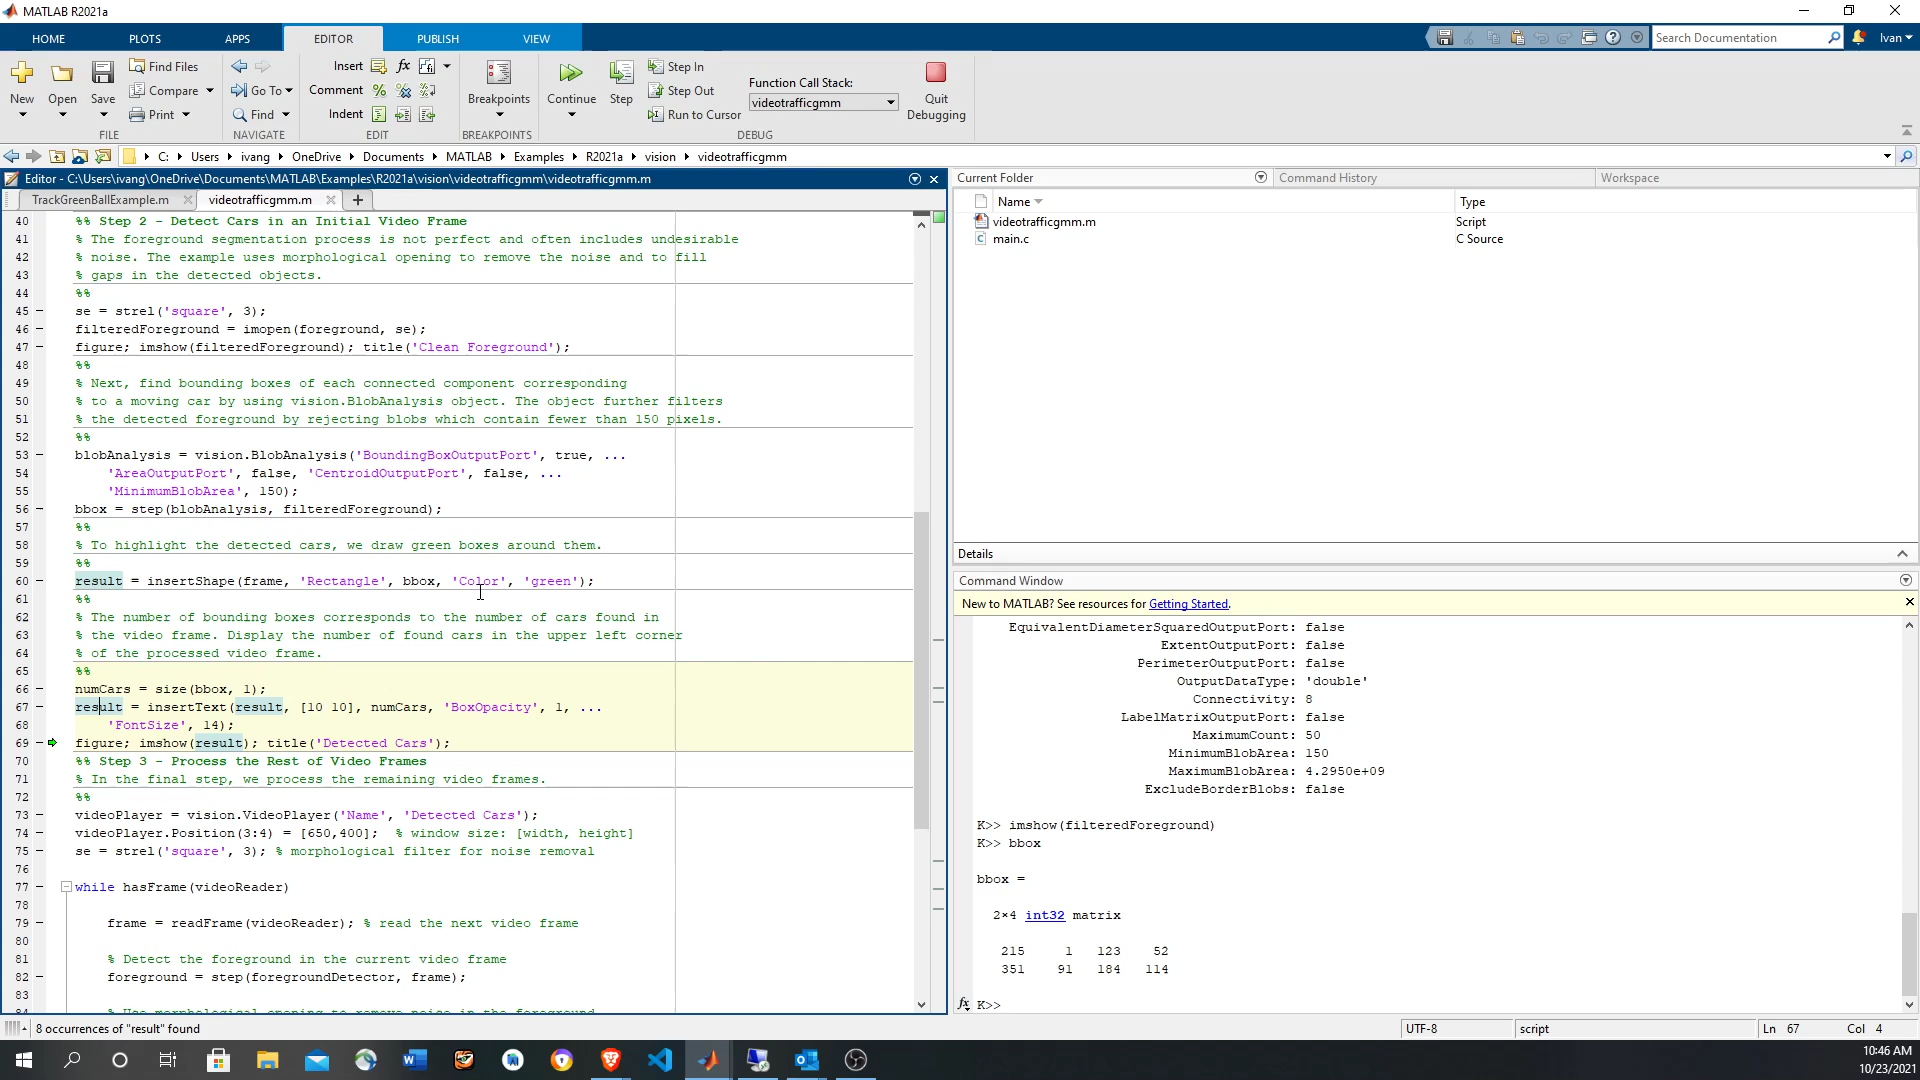 MATLAB R2021a
HOME PLOTS APPS EDITOR PUBLISH VIEW
Search Documentation
Ivan
New
Open
Save
Find Files
Compare
Print
FILE
Go To
Find
NAVIGATE
Insert
Comment
Indent
EDIT
Breakpoints
BREAKPOINTS
Continue
Step
Step In
Step Out
Run to Cursor
Function Call Stack:
videotrafficgmm
Quit Debugging
DEBUG
C: Users ivang OneDrive Documents MATLAB Examples R2021a vision videotrafficgmm
Editor - C:\Users\ivang\OneDrive\Documents\MATLAB\Examples\R2021a\vision\videotrafficgmm\videotrafficgmm.m
TrackGreenBallExample.m videotrafficgmm.m
40 %% Step 2 - Detect Cars in an Initial Video Frame
41 % The foreground segmentation process is not perfect and often includes undesirable
42 % noise. The example uses morphological opening to remove the noise and to fill
43 % gaps in the detected objects.
44 %%
45 – se = strel('square', 3);
46 – filteredForeground = imopen(foreground, se);
47 – figure; imshow(filteredForeground); title('Clean Foreground');
48 %%
49 % Next, find bounding boxes of each connected component corresponding
50 % to a moving car by using vision.BlobAnalysis object. The object further filters
51 % the detected foreground by rejecting blobs which contain fewer than 150 pixels.
52 %%
53 – blobAnalysis = vision.BlobAnalysis('BoundingBoxOutputPort', true, ...
54 'AreaOutputPort', false, 'CentroidOutputPort', false, ...
55 'MinimumBlobArea', 150);
56 – bbox = step(blobAnalysis, filteredForeground);
57 %%
58 % To highlight the detected cars, we draw green boxes around them.
59 %%
60 – result = insertShape(frame, 'Rectangle', bbox, 'Color', 'green');
61 %%
62 % The number of bounding boxes corresponds to the number of cars found in
63 % the video frame. Display the number of found cars in the upper left corner
64 % of the processed video frame.
65 %%
66 – numCars = size(bbox, 1);
67 – result = insertText(result, [10 10], numCars, 'BoxOpacity', 1, ...
68 'FontSize', 14);
69 – figure; imshow(result); title('Detected Cars');
70 %% Step 3 - Process the Rest of Video Frames
71 % In the final step, we process the remaining video frames.
72 %%
73 – videoPlayer = vision.VideoPlayer('Name', 'Detected Cars');
74 – videoPlayer.Position(3:4) = [650,400]; % window size: [width, height]
75 – se = strel('square', 3); % morphological filter for noise removal
76
77 – while hasFrame(videoReader)
78
79 – frame = readFrame(videoReader); % read the next video frame
80
81 % Detect the foreground in the current video frame
82 – foreground = step(foregroundDetector, frame);
83
84 % Use morphological opening to remove noise in the foreground
8 occurrences of "result" found
Current Folder
Command History
Workspace
Name Type
videotrafficgmm.m Script
main.c C Source
Details
Command Window
New to MATLAB? See resources for Getting Started.
EquivalentDiameterSquaredOutputPort: false
ExtentOutputPort: false
PerimeterOutputPort: false
OutputDataType: 'double'
Connectivity: 8
LabelMatrixOutputPort: false
MaximumCount: 50
MinimumBlobArea: 150
MaximumBlobArea: 4.2950e+09
ExcludeBorderBlobs: false
K>> imshow(filteredForeground)
K>> bbox
bbox =
2×4 int32 matrix
215 1 123 52
351 91 184 114
fx K>>
UTF-8 script Ln 67 Col 4
10:46 AM
10/23/2021